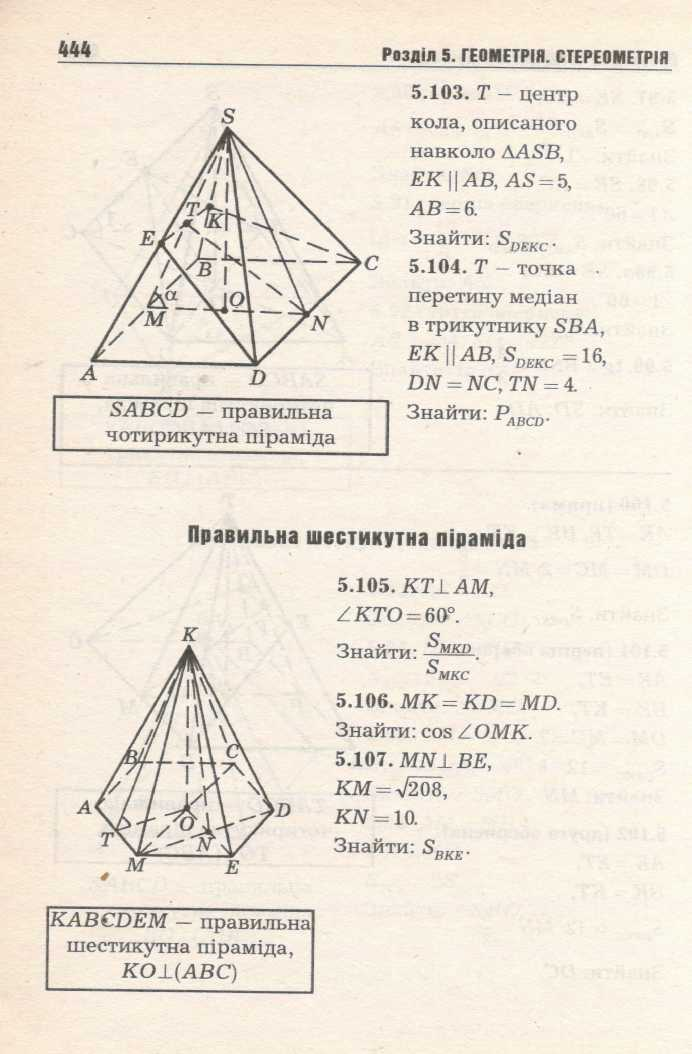 444
Розділ 5. ГЕОМЕТРІЯ. СТЕРЕОМЕТРІЯ
S
T
K
E
B
C
α
O
M
N
A
D
SABCD — правильна
чотирикутна піраміда
5.103. T — центр
кола, описаного
навколо ΔASB,
EK || AB, AS = 5,
AB = 6.
Знайти: S_DEKC.
5.104. T — точка
перетину медіан
в трикутнику SBA,
EK || AB, S_DEKC = 16,
DN = NC, TN = 4.
Знайти: P_ABCD.
Правильна шестикутна піраміда
K
B
C
A
O
D
T
N
M
E
KABCDEM — правильна
шестикутна піраміда,
KO⊥(ABC)
5.105. KT⊥AM,
∠KTO = 60°.
Знайти: S_MKD / S_MKC.
5.106. MK = KD = MD.
Знайти: cos ∠OMK.
5.107. MN⊥BE,
KM = √208,
KN = 10.
Знайти: S_BKE.